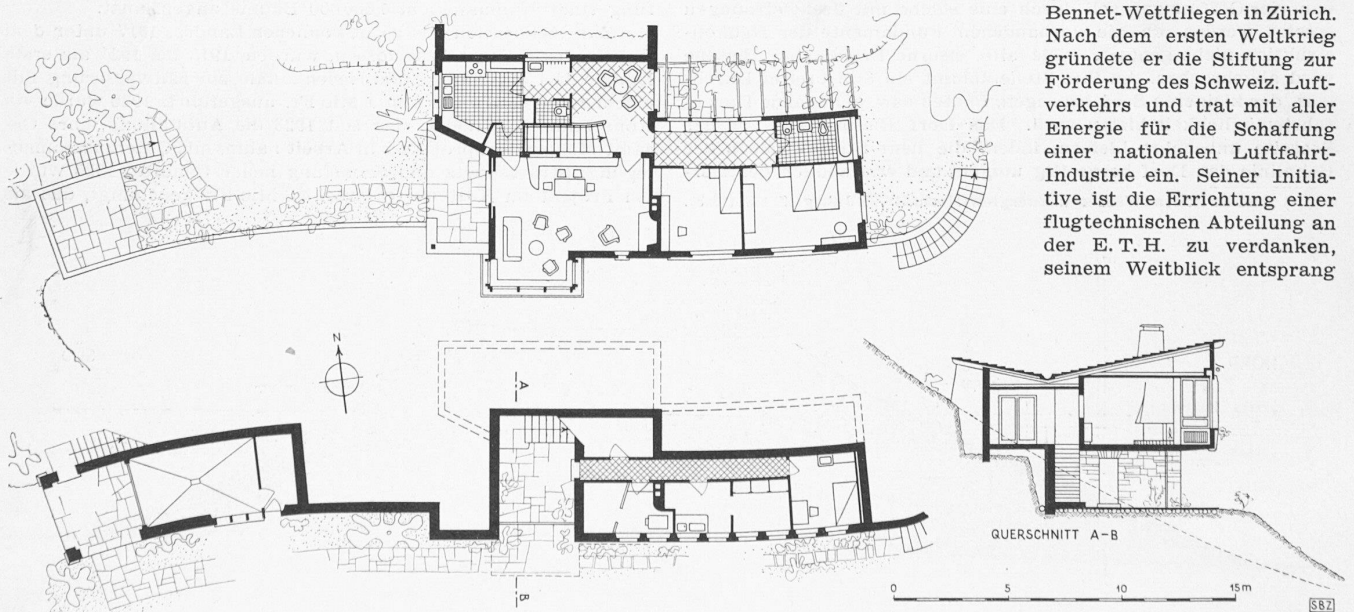 Bennet-Wettfliegen in Zürich.
Nach dem ersten Weltkrieg
gründete er die Stiftung zur
Förderung des Schweiz. Luft-
verkehrs und trat mit aller
Energie für die Schaffung
einer nationalen Luftfahrt-
Industrie ein. Seiner Initia-
tive ist die Errichtung einer
flugtechnischen Abteilung an
der E. T. H. zu verdanken,
seinem Weitblick entsprang
N
A
B
QUERSCHNITT A-B
0 5 10 15m
SBZ